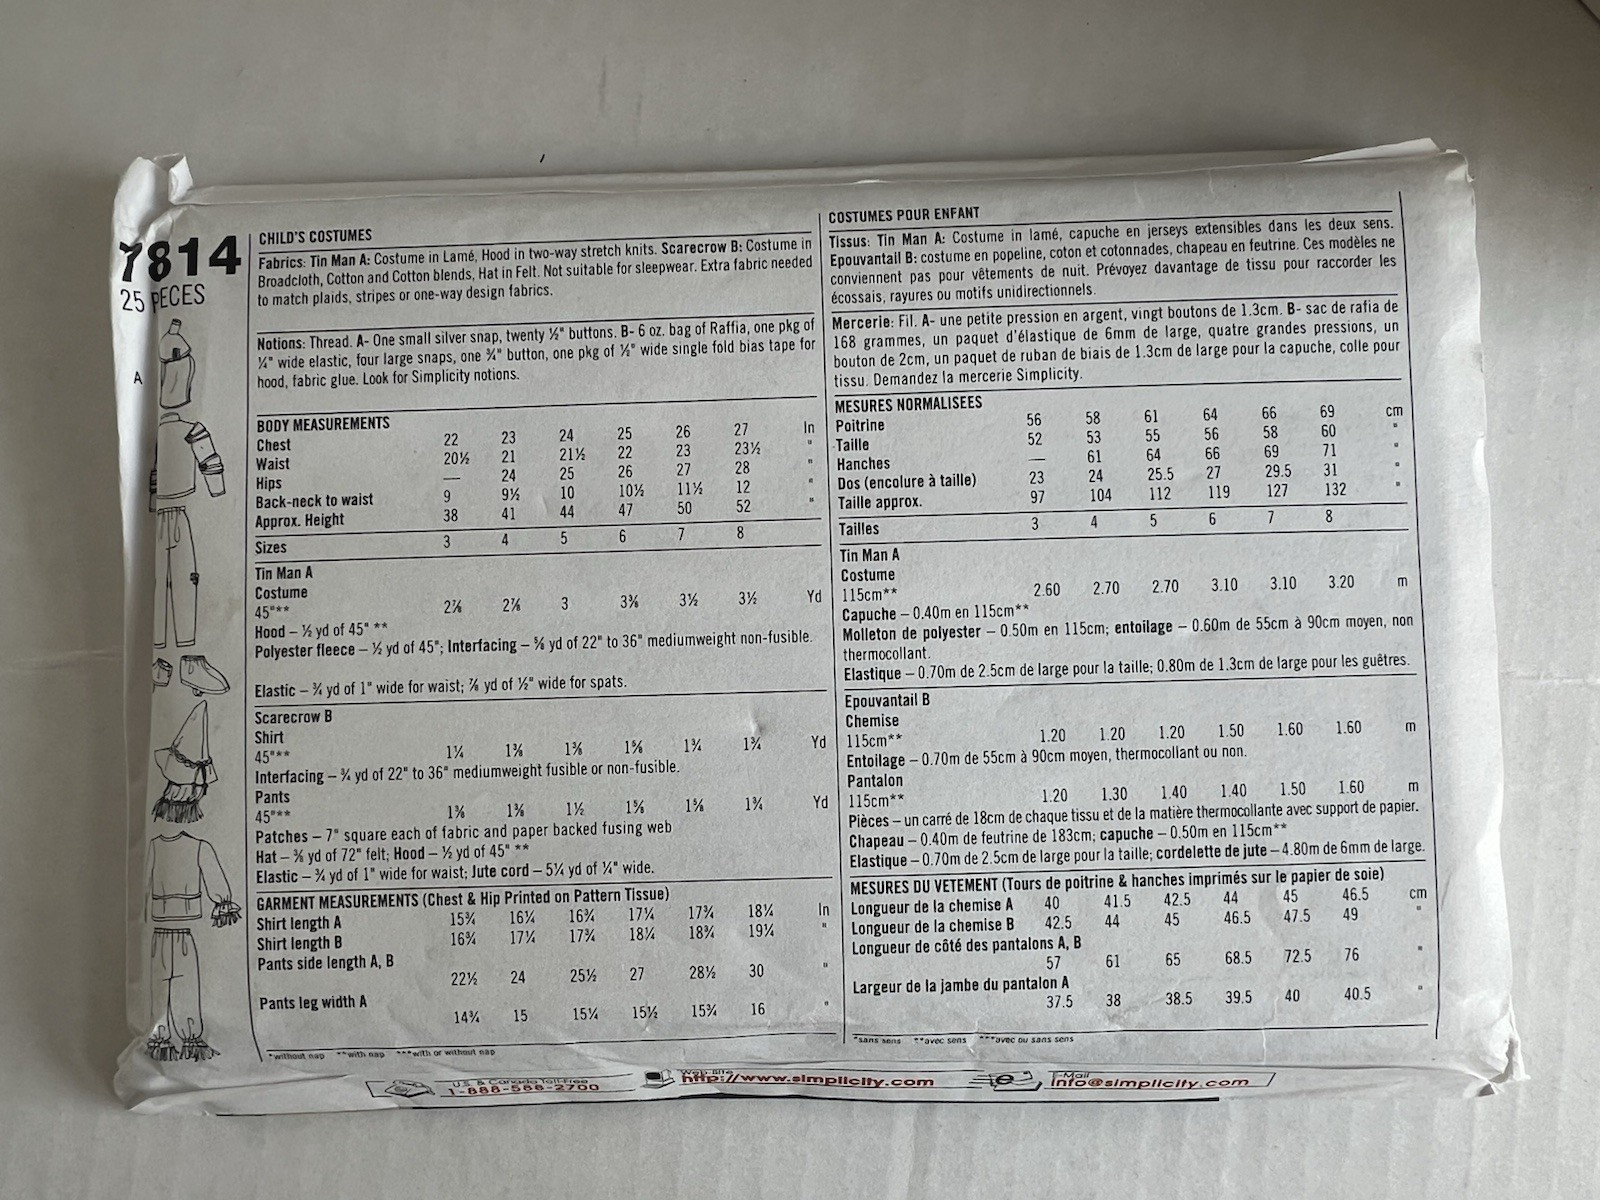 7814
25 PIECES
A
CHILD'S COSTUMES
Fabrics: Tin Man A: Costume in Lamé, Hood in two-way stretch knits. Scarecrow B: Costume in
Broadcloth, Cotton and Cotton blends, Hat in Felt. Not suitable for sleepwear. Extra fabric needed
to match plaids, stripes or one-way design fabrics.
Notions: Thread. A- One small silver snap, twenty ½" buttons. B- 6 oz. bag of Raffia, one pkg of
¼" wide elastic, four large snaps, one ¾" button, one pkg of ½" wide single fold bias tape for
hood, fabric glue. Look for Simplicity notions.
BODY MEASUREMENTS
Chest 22 23 24 25 26 27 In
Waist 20½ 21 21½ 22 23 23½ "
Hips — 24 25 26 27 28 "
Back-neck to waist 9 9½ 10 10½ 11½ 12 "
Approx. Height 38 41 44 47 50 52 "
Sizes 3 4 5 6 7 8
Tin Man A
Costume
45"** 2⅞ 2⅞ 3 3⅜ 3½ 3½ Yd
Hood – ½ yd of 45" **
Polyester fleece – ½ yd of 45"; Interfacing – ⅝ yd of 22" to 36" mediumweight non-fusible.
Elastic – ¾ yd of 1" wide for waist; ⅞ yd of ½" wide for spats.
Scarecrow B
Shirt
45"** 1¼ 1⅜ 1⅜ 1⅝ 1¾ 1¾ Yd
Interfacing – ¾ yd of 22" to 36" mediumweight fusible or non-fusible.
Pants
45"** 1⅜ 1⅜ 1½ 1⅝ 1⅝ 1¾ Yd
Patches – 7" square each of fabric and paper backed fusing web
Hat – ⅜ yd of 72" felt; Hood – ½ yd of 45" **
Elastic – ¾ yd of 1" wide for waist; Jute cord – 5¼ yd of ¼" wide.
GARMENT MEASUREMENTS (Chest & Hip Printed on Pattern Tissue)
Shirt length A 15¾ 16¼ 16¾ 17¼ 17¾ 18¼ In
Shirt length B 16¾ 17¼ 17¾ 18¼ 18¾ 19¼ "
Pants side length A, B
22½ 24 25½ 27 28½ 30 "
Pants leg width A
14¾ 15 15¼ 15½ 15¾ 16 "
*without nap **with nap ***with or without nap
COSTUMES POUR ENFANT
Tissus: Tin Man A: Costume in lamé, capuche en jerseys extensibles dans les deux sens.
Epouvantail B: costume en popeline, coton et cotonnades, chapeau en feutrine. Ces modèles ne
conviennent pas pour vêtements de nuit. Prévoyez davantage de tissu pour raccorder les
écossais, rayures ou motifs unidirectionnels.
Mercerie: Fil. A- une petite pression en argent, vingt boutons de 1.3cm. B- sac de rafia de
168 grammes, un paquet d'élastique de 6mm de large, quatre grandes pressions, un
bouton de 2cm, un paquet de ruban de biais de 1.3cm de large pour la capuche, colle pour
tissu. Demandez la mercerie Simplicity.
MESURES NORMALISEES
Poitrine 56 58 61 64 66 69 cm
Taille 52 53 55 56 58 60 "
Hanches — 61 64 66 69 71 "
Dos (encolure à taille) 23 24 25.5 27 29.5 31 "
Taille approx. 97 104 112 119 127 132 "
Tailles 3 4 5 6 7 8
Tin Man A
Costume
115cm** 2.60 2.70 2.70 3.10 3.10 3.20 m
Capuche – 0.40m en 115cm**
Molleton de polyester – 0.50m en 115cm; entoilage – 0.60m de 55cm à 90cm moyen, non
thermocollant.
Elastique – 0.70m de 2.5cm de large pour la taille; 0.80m de 1.3cm de large pour les guêtres.
Epouvantail B
Chemise
115cm** 1.20 1.20 1.20 1.50 1.60 1.60 m
Entoilage – 0.70m de 55cm à 90cm moyen, thermocollant ou non.
Pantalon
115cm** 1.20 1.30 1.40 1.40 1.50 1.60 m
Pièces – un carré de 18cm de chaque tissu et de la matière thermocollante avec support de papier.
Chapeau – 0.40m de feutrine de 183cm; capuche – 0.50m en 115cm**
Elastique – 0.70m de 2.5cm de large pour la taille; cordelette de jute – 4.80m de 6mm de large.
MESURES DU VETEMENT (Tours de poitrine & hanches imprimés sur le papier de soie)
Longueur de la chemise A 40 41.5 42.5 44 45 46.5 cm
Longueur de la chemise B 42.5 44 45 46.5 47.5 49 "
Longueur de côté des pantalons A, B
57 61 65 68.5 72.5 76 "
Largeur de la jambe du pantalon A
37.5 38 38.5 39.5 40 40.5 "
*sans sens **avec sens ***avec ou sans sens
U.S. & Canada Toll-Free
1-888-588-2700
Web Site
http://www.simplicity.com
E-Mail
info@simplicity.com